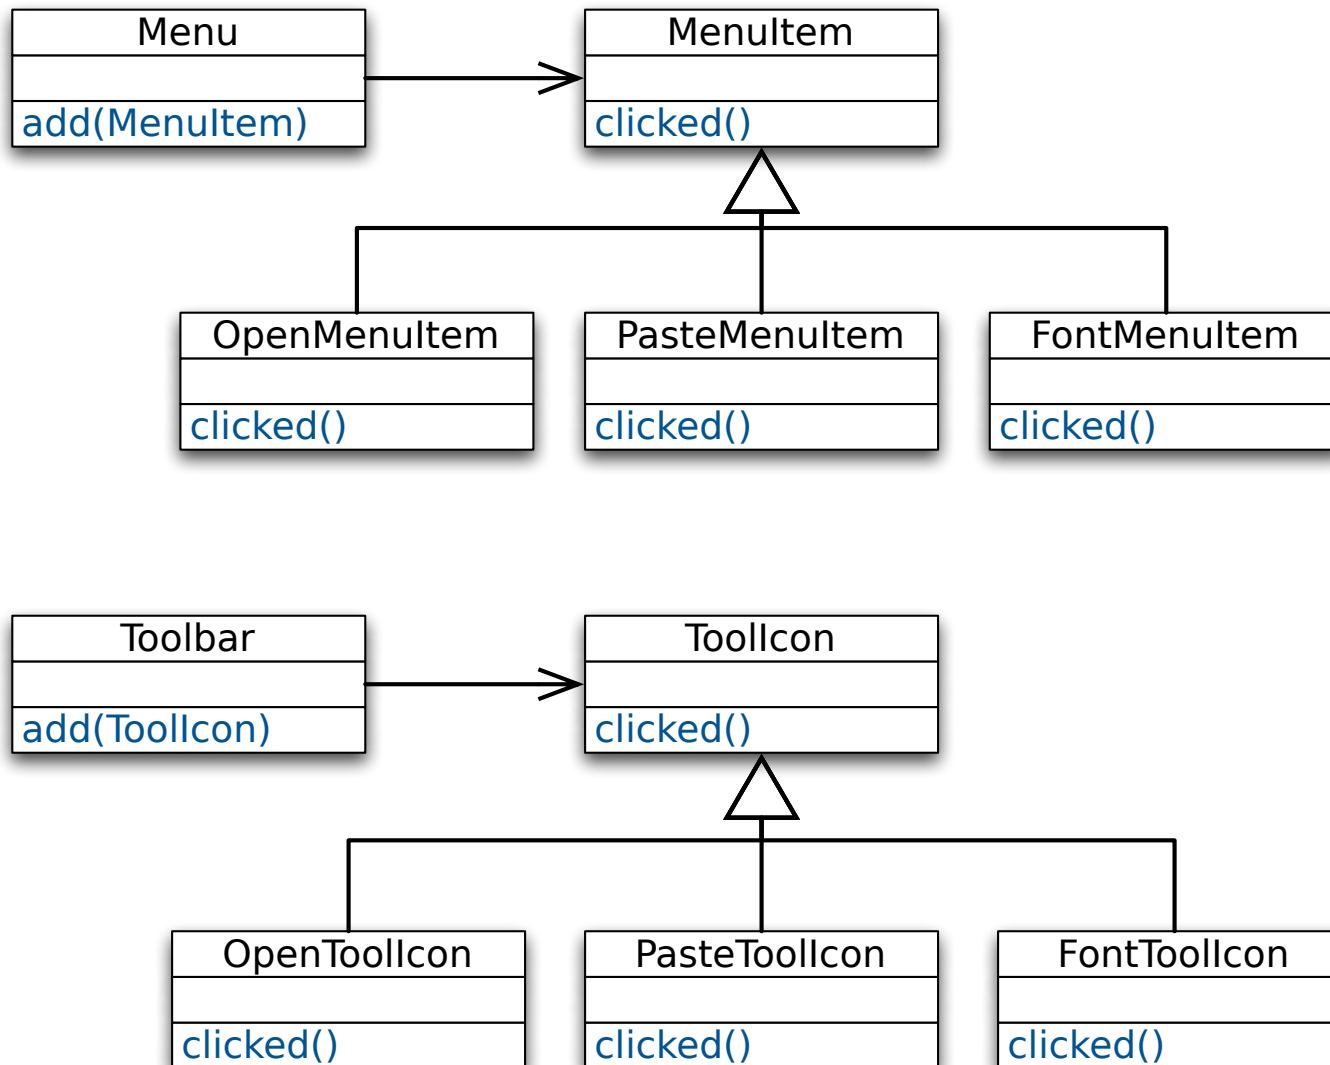 Menu
MenuItem
add(MenuItem)
clicked()
OpenMenuItem
PasteMenuItem
FontMenuItem
clicked()
clicked()
clicked()
Toolbar
ToolIcon
add(ToolIcon)
clicked()
OpenToolIcon
PasteToolIcon
FontToolIcon
clicked()
clicked()
clicked()